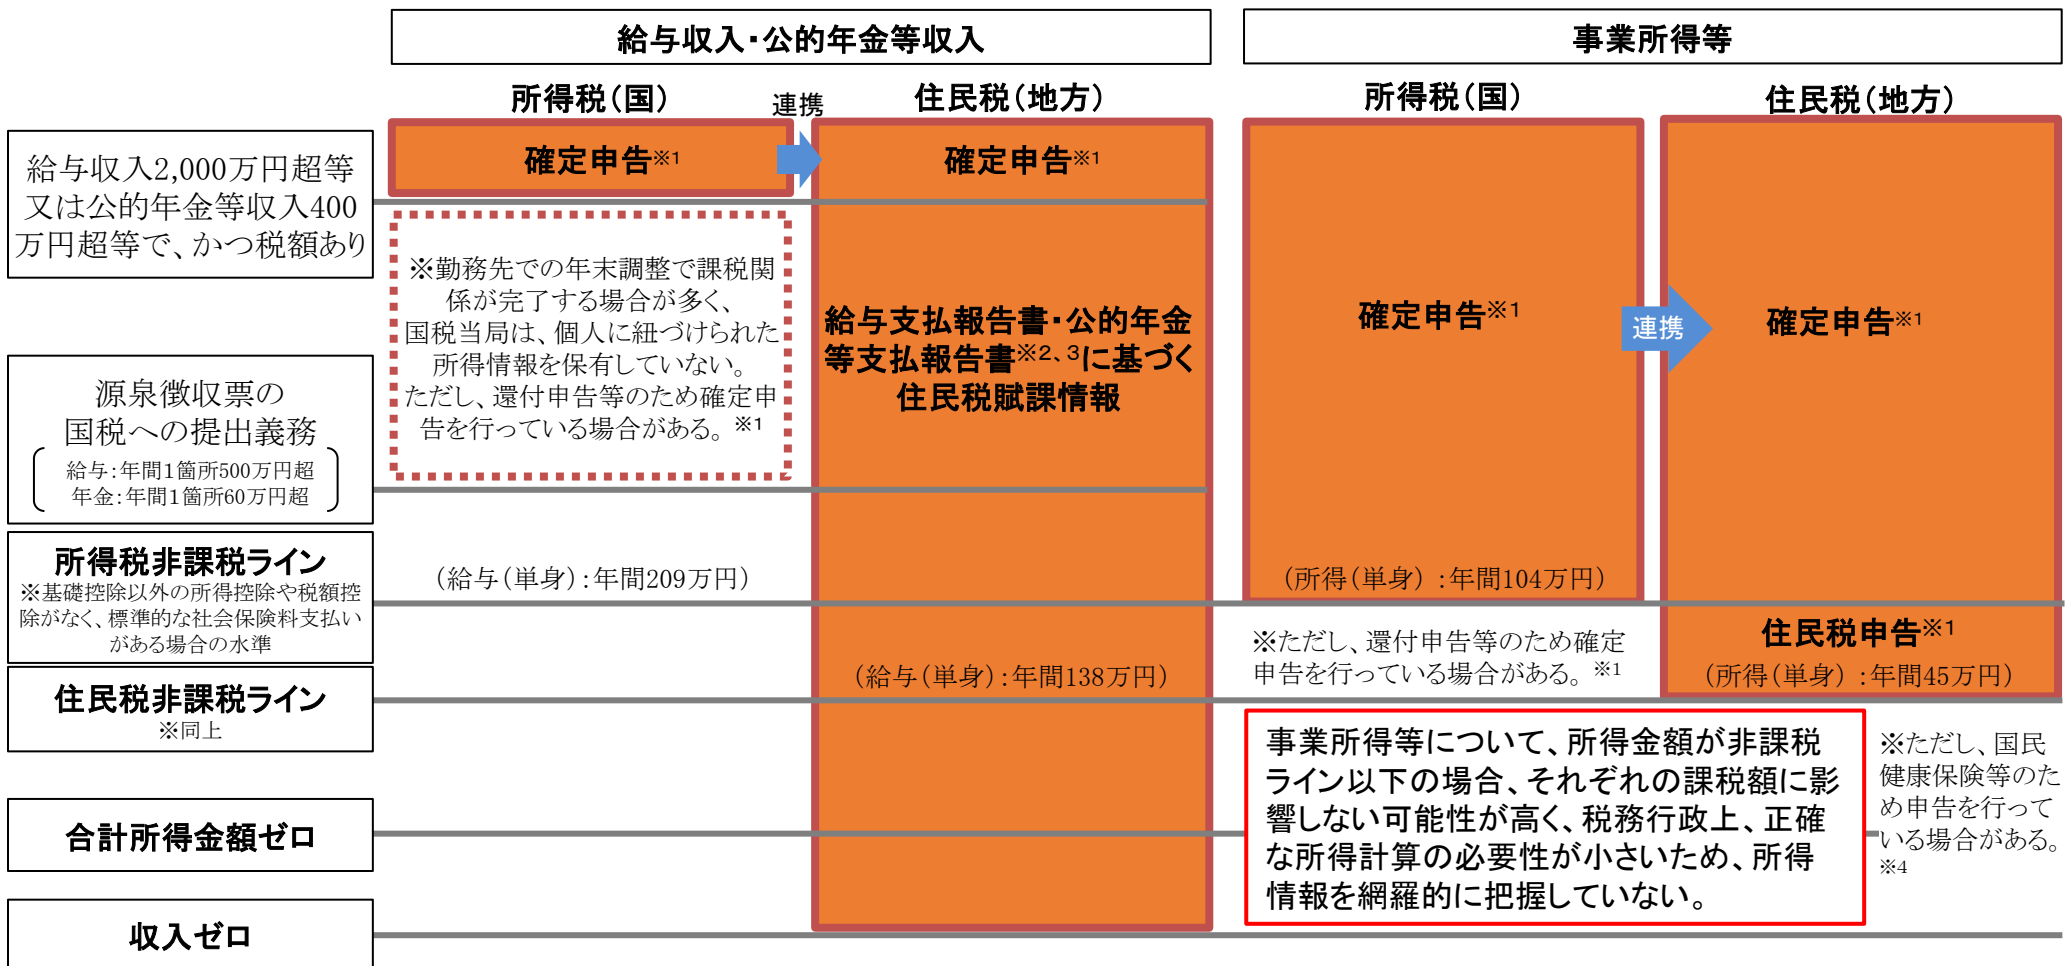 給与収入・公的年金等収入
事業所得等
所得税（国）
連携
住民税（地方）
所得税（国）
住民税（地方）
給与収入2,000万円超等
又は公的年金等収入400
万円超等で、かつ税額あり
確定申告※1
確定申告※1
※勤務先での年末調整で課税関
係が完了する場合が多く、
国税当局は、個人に紐づけられた
所得情報を保有していない。
ただし、還付申告等のため確定申
告を行っている場合がある。※1
給与支払報告書・公的年金
等支払報告書※2、3に基づく
住民税賦課情報
確定申告※1
連携
確定申告※1
源泉徴収票の
国税への提出義務
給与：年間1箇所500万円超
年金：年間1箇所60万円超
所得税非課税ライン
※基礎控除以外の所得控除や税額控
除がなく、標準的な社会保険料支払い
がある場合の水準
（給与（単身）：年間209万円）
（所得（単身）：年間104万円）
住民税非課税ライン
※同上
（給与（単身）：年間138万円）
※ただし、還付申告等のため確定
申告を行っている場合がある。※1
住民税申告※1
（所得（単身）：年間45万円）
事業所得等について、所得金額が非課税
ライン以下の場合、それぞれの課税額に影
響しない可能性が高く、税務行政上、正確
な所得計算の必要性が小さいため、所得
情報を網羅的に把握していない。
※ただし、国民
健康保険等のた
め申告を行って
いる場合がある。
※4
合計所得金額ゼロ
収入ゼロ